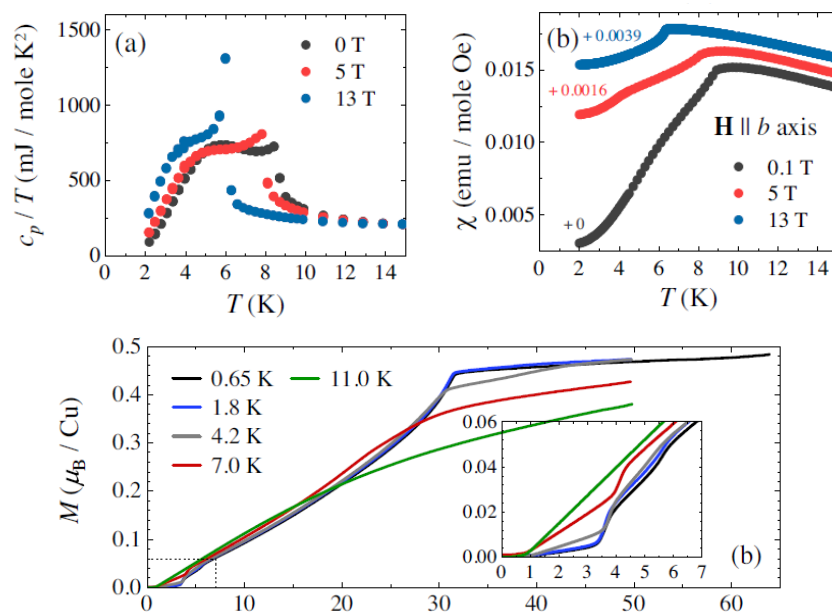 (a)
0 T
5 T
13 T
1500
1250
1000
750
500
250
0
c_p / T (mJ / mole K²)
0 2 4 6 8 10 12 14
T (K)
(b)
+ 0.0039
+ 0.0016
+0
H || b axis
0.1 T
5 T
13 T
0.015
0.010
0.005
χ (emu / mole Oe)
0 2 4 6 8 10 12 14
T (K)
0.65 K
11.0 K
1.8 K
4.2 K
7.0 K
0.5
0.4
0.3
0.2
0.1
0.0
M (μ_B / Cu)
0.06
0.04
0.02
0.00
0 1 2 3 4 5 6 7
(b)
0 10 20 30 40 50 60